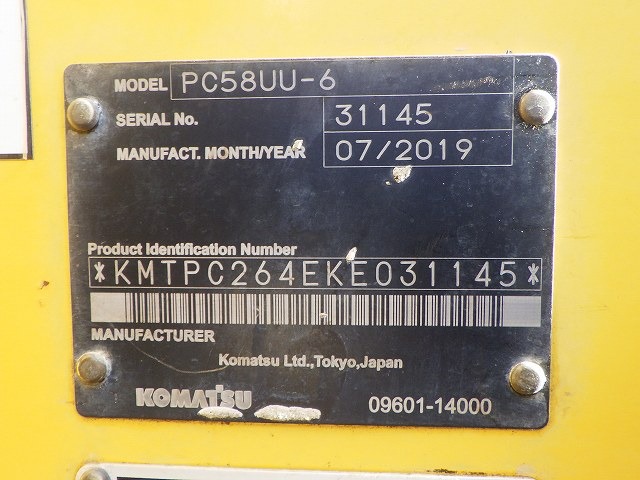 MODEL PC58UU-6
SERIAL No. 31145
MANUFACT. MONTH/YEAR 07/2019
Product Identification Number
*KMTPC264EKE031145*
MANUFACTURER
Komatsu Ltd.,Tokyo,Japan
KOMATSU 09601-14000